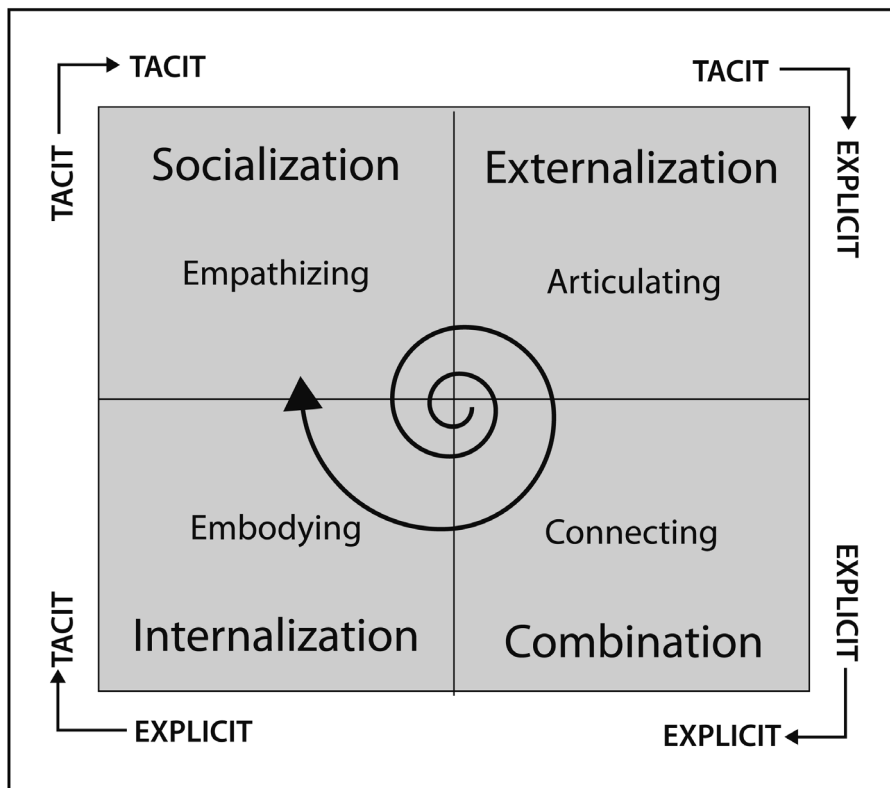 TACIT
TACIT
TACIT
EXPLICIT
Socialization
Externalization
Empathizing
Articulating
Embodying
Connecting
Internalization
Combination
TACIT
EXPLICIT
EXPLICIT
EXPLICIT